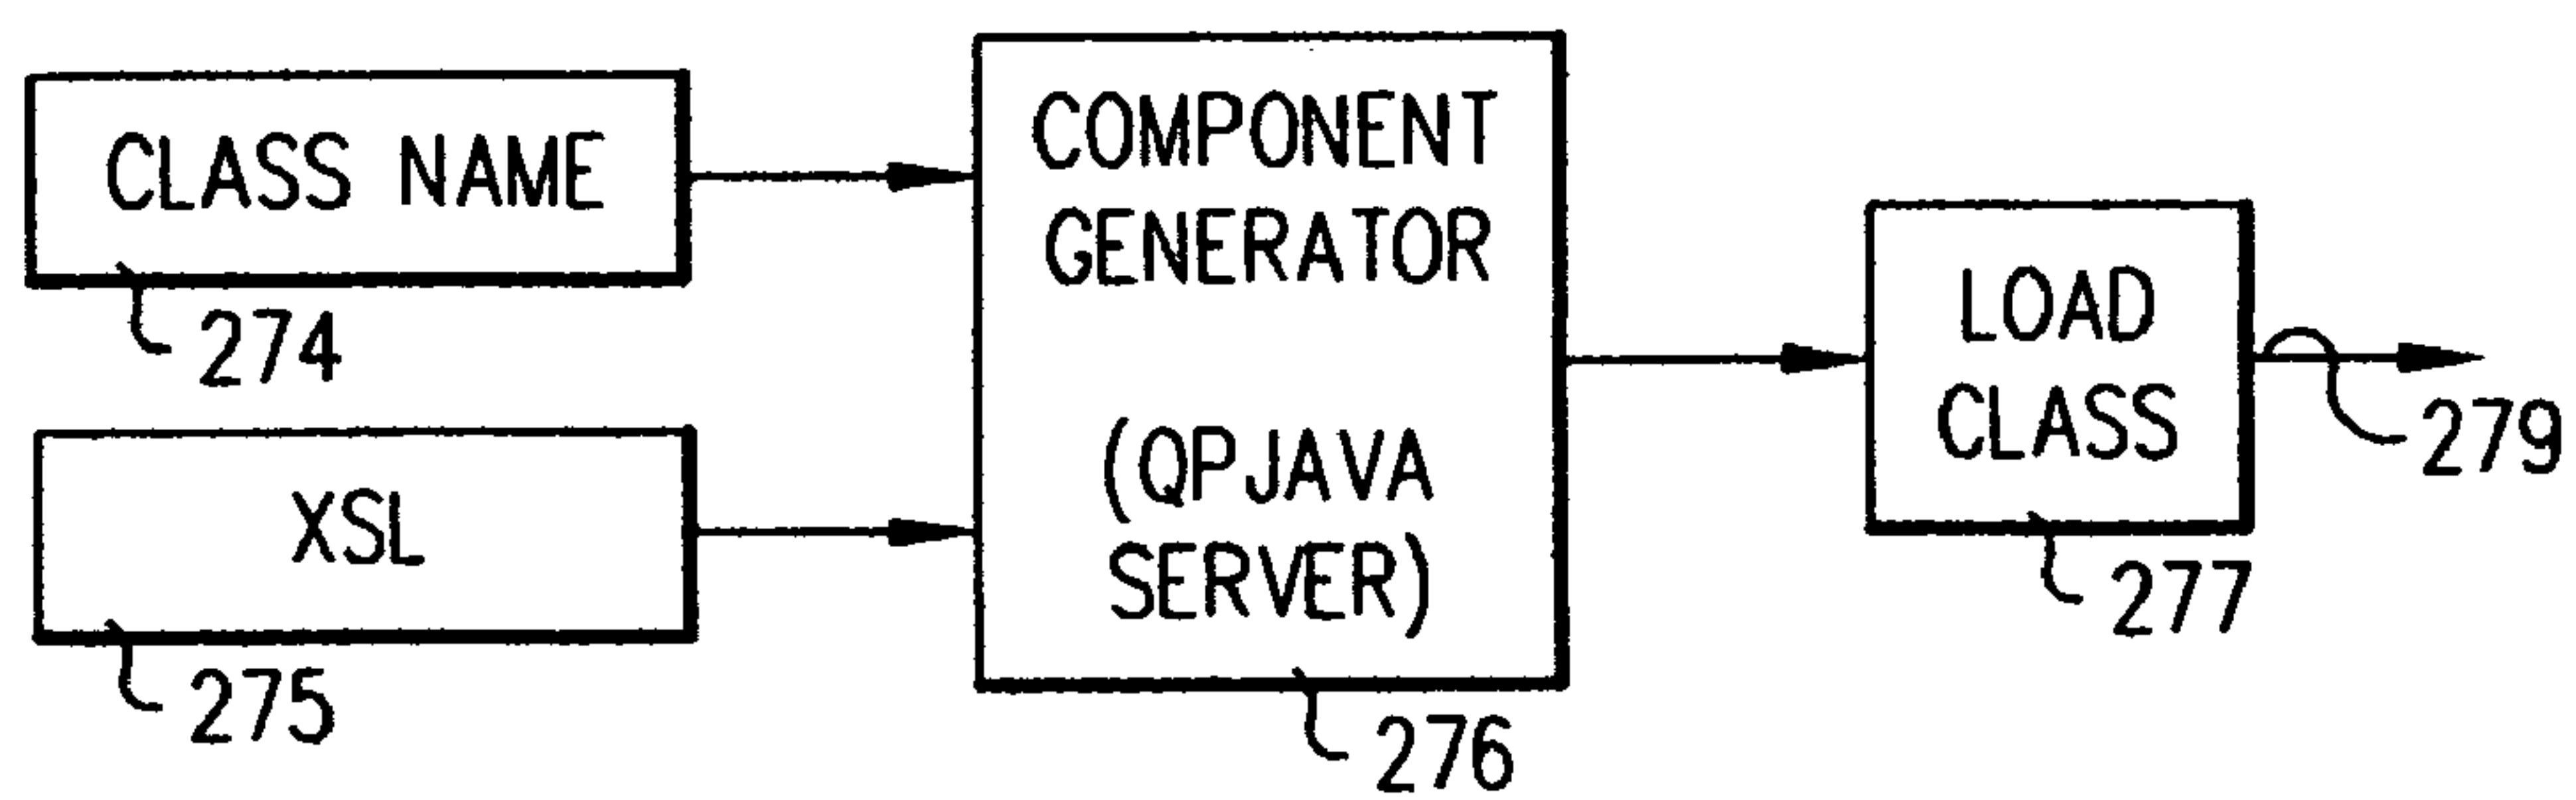 CLASS NAME
274
XSL
275
COMPONENT
GENERATOR
(QPJAVA
SERVER)
276
LOAD
CLASS
277
279